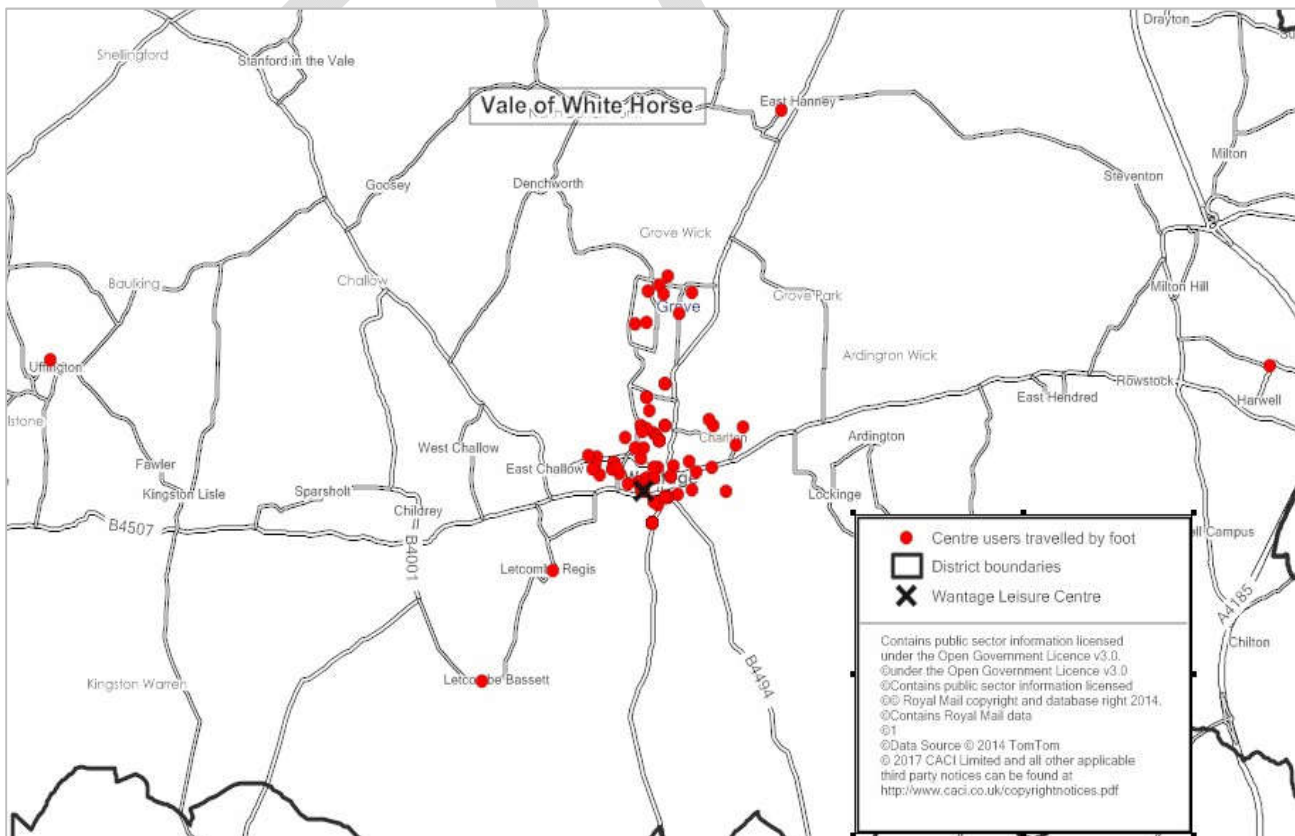 Drayton
Shellingford
Stanford in the Vale
Vale of White Horse
East Hanney
Milton
Steventon
Goosey
Denchworth
Grove Wick
Baulking
Challow
Milton Hill
Grove Park
Grove
Ardington Wick
Uffington
Rowstock
East Hendred
Harwell
lstone
Charlton
Ardington
West Challow
East Challow
Fawler
Kingston Lisle
Sparsholt
Childrey
Lockinge
B4507
ll Campus
B4001
Letcombe Regis
A4185
Chilton
Kingston Warren
Letcombe Bassett
B4494
Centre users travelled by foot
District boundaries
Wantage Leisure Centre
Contains public sector information licensed
under the Open Government Licence v3.0.
©under the Open Government Licence v3.0
©Contains public sector information licensed
©© Royal Mail copyright and database right 2014.
©Contains Royal Mail data
©1
©Data Source © 2014 TomTom
© 2017 CACI Limited and all other applicable
third party notices can be found at
http://www.caci.co.uk/copyrightnotices.pdf